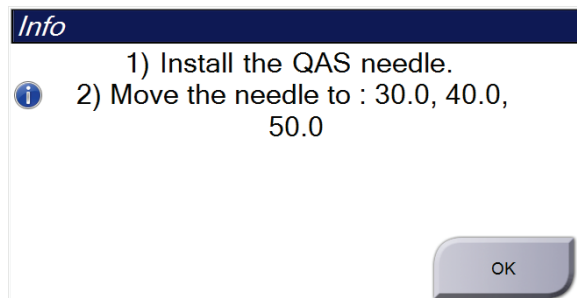 Info
1) Install the QAS needle.
2) Move the needle to : 30.0, 40.0,
50.0
OK